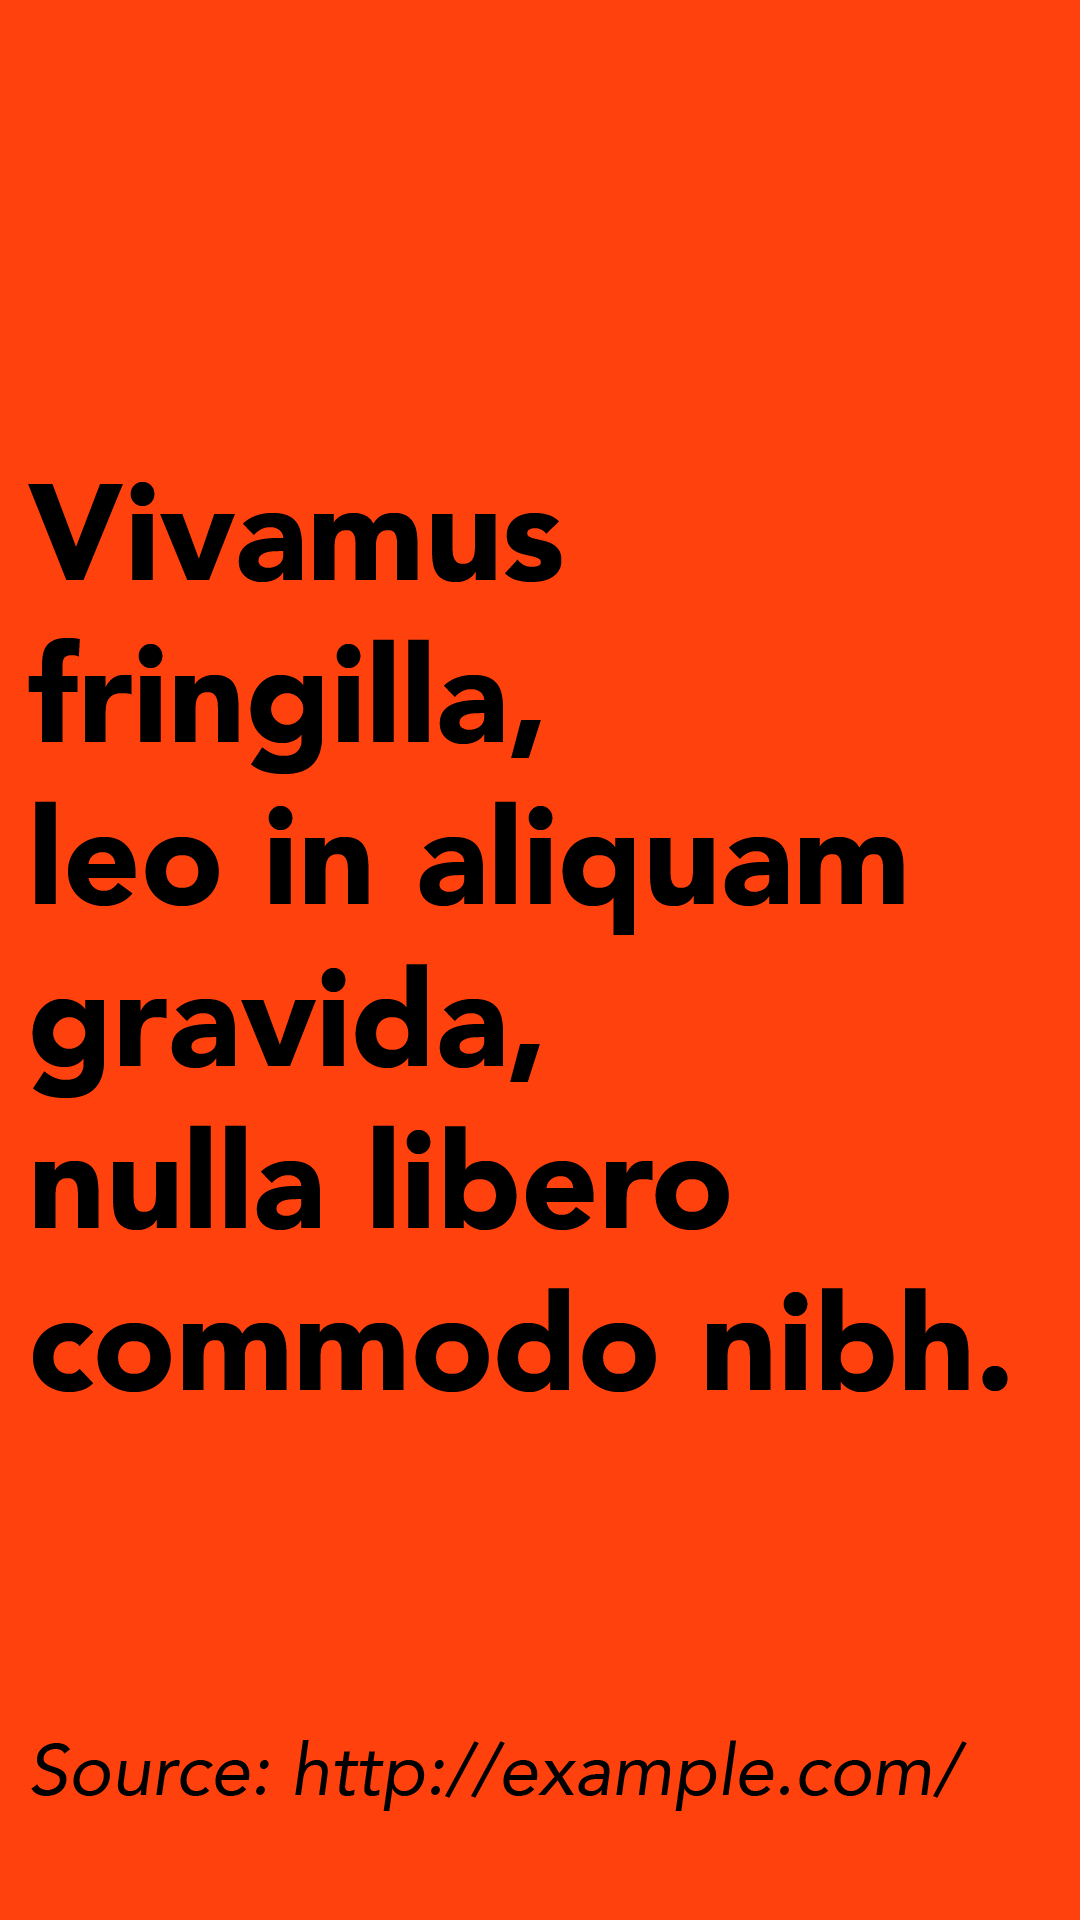 Vivamus
fringilla,
leo in aliquam
gravida,
nulla libero
commodo nibh.
Source: http://example.com/